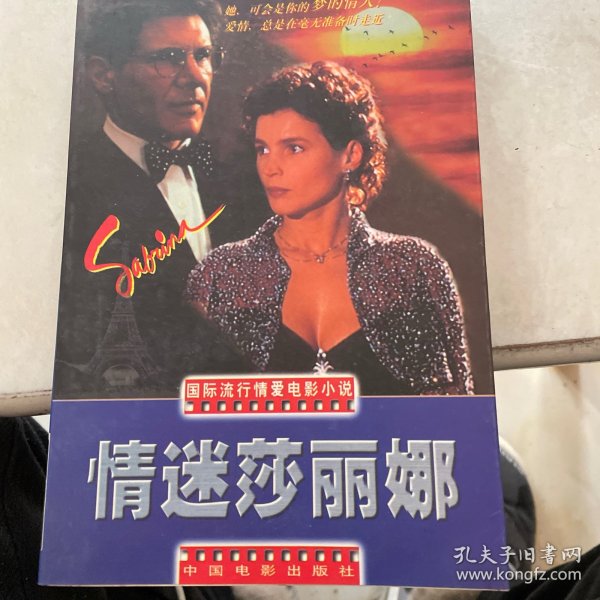 她,可会是你的梦的情人,
爱情,总是在毫无准备时走近
Sabrina
国际流行情爱电影小说
情迷莎丽娜
中国电影出版社
孔夫子旧书网
www.kongfz.com